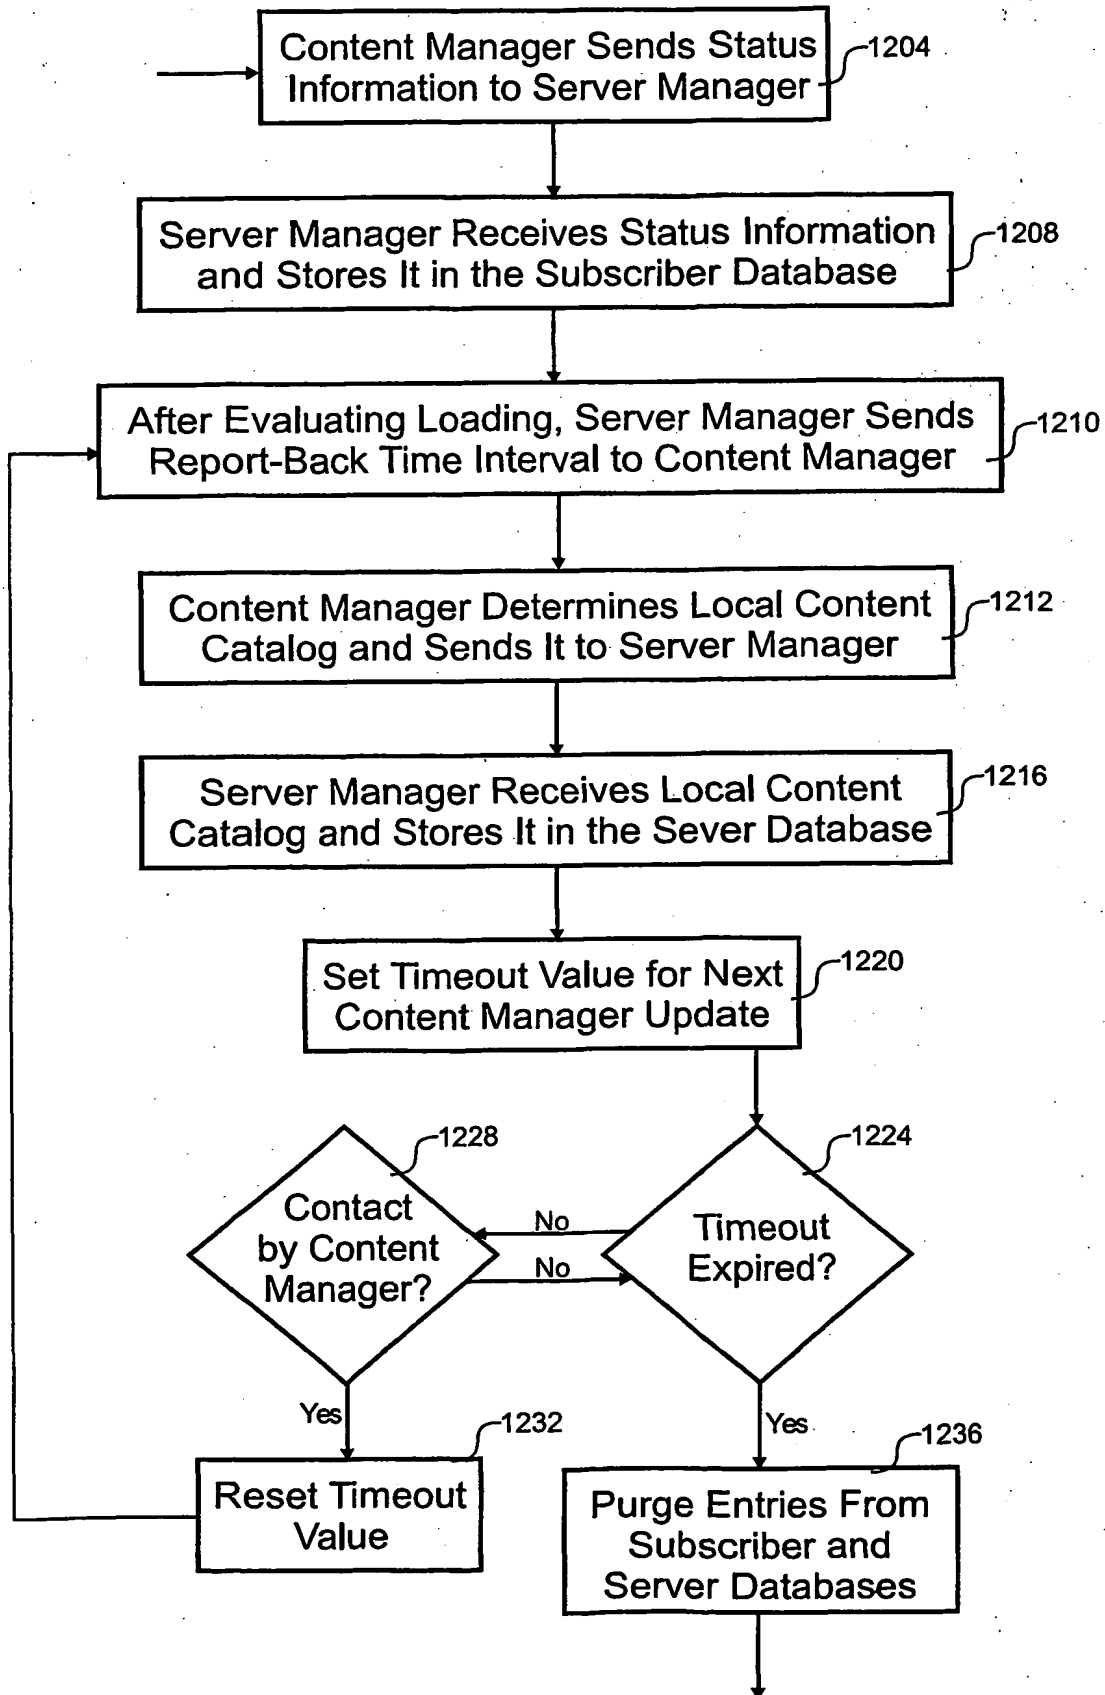 Content Manager Sends Status
Information to Server Manager
1204
Server Manager Receives Status Information
and Stores It in the Subscriber Database
1208
After Evaluating Loading, Server Manager Sends
Report-Back Time Interval to Content Manager
1210
Content Manager Determines Local Content
Catalog and Sends It to Server Manager
1212
Server Manager Receives Local Content
Catalog and Stores It in the Sever Database
1216
Set Timeout Value for Next
Content Manager Update
1220
1228
Contact
by Content
Manager?
No
No
1224
Timeout
Expired?
Yes
1232
Reset Timeout
Value
Yes
1236
Purge Entries From
Subscriber and
Server Databases